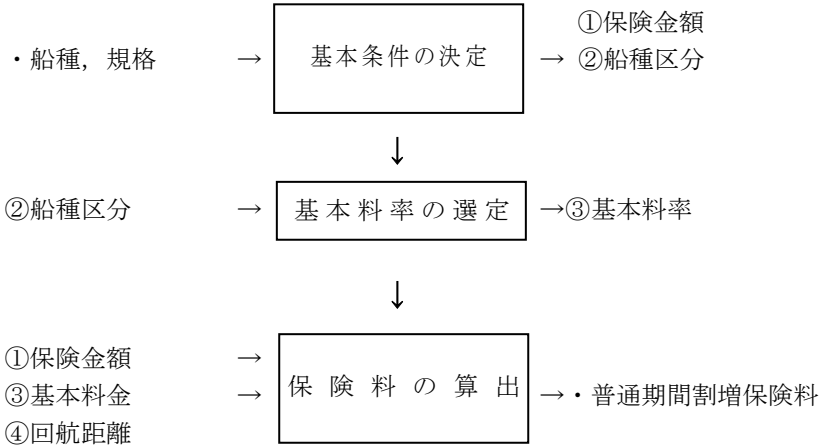 ①保険金額
・船種，規格 → 基本条件の決定 → ②船種区分
↓
②船種区分 → 基本料率の選定 →③基本料率
↓
①保険金額 →
③基本料金 → 保険料の算出 →・普通期間割増保険料
④回航距離